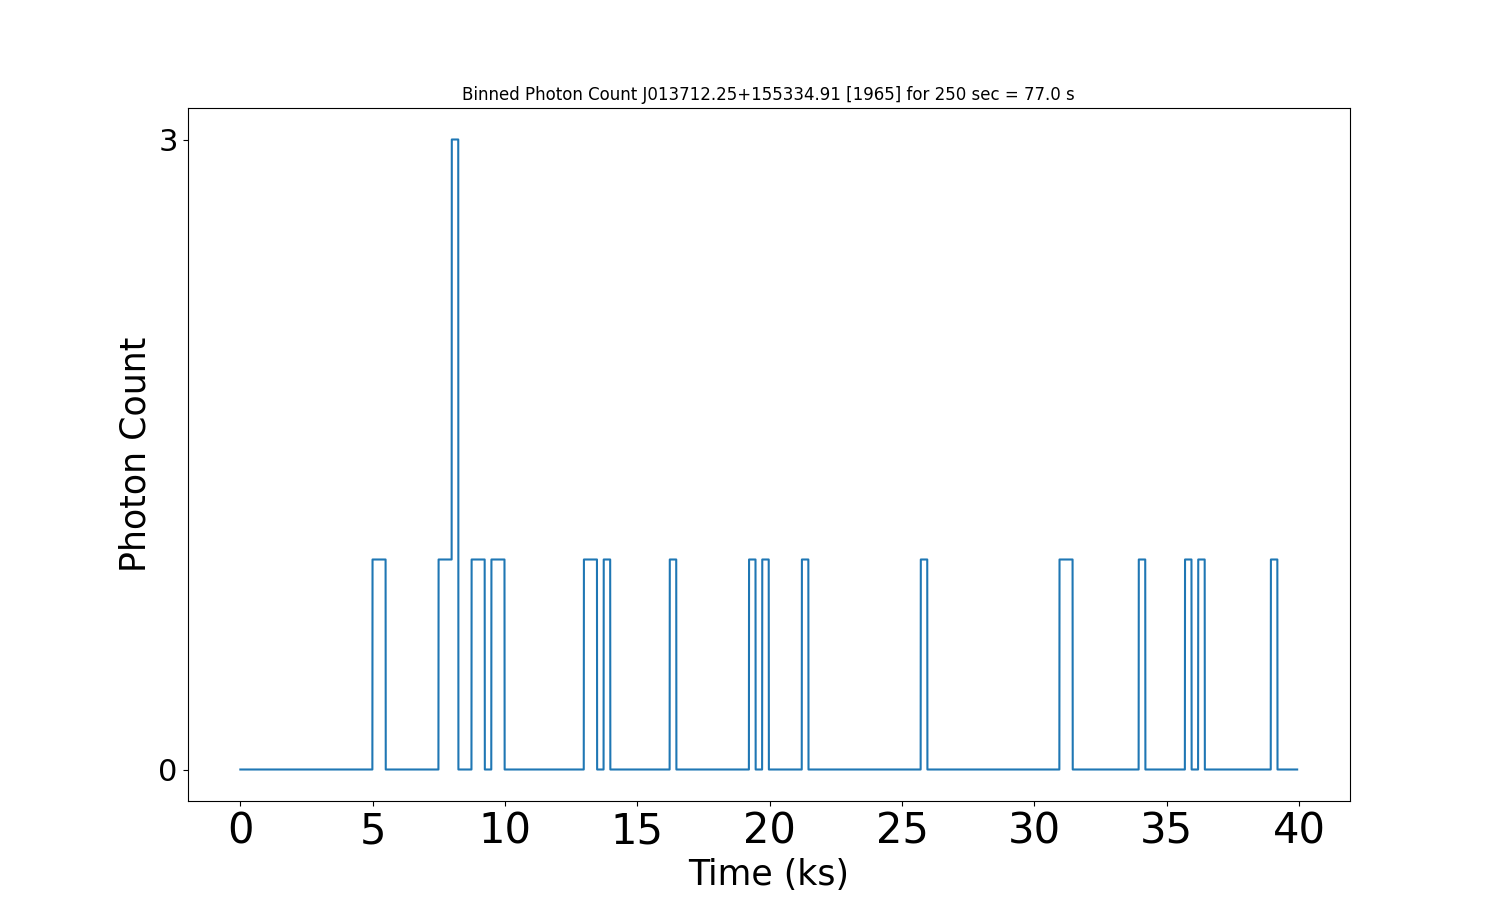 Binned Photon Count J013712.25+155334.91 [1965] for 250 sec = 77.0 s
3
Photon Count
0
0 5 10 15 20 25 30 35 40
Time (ks)